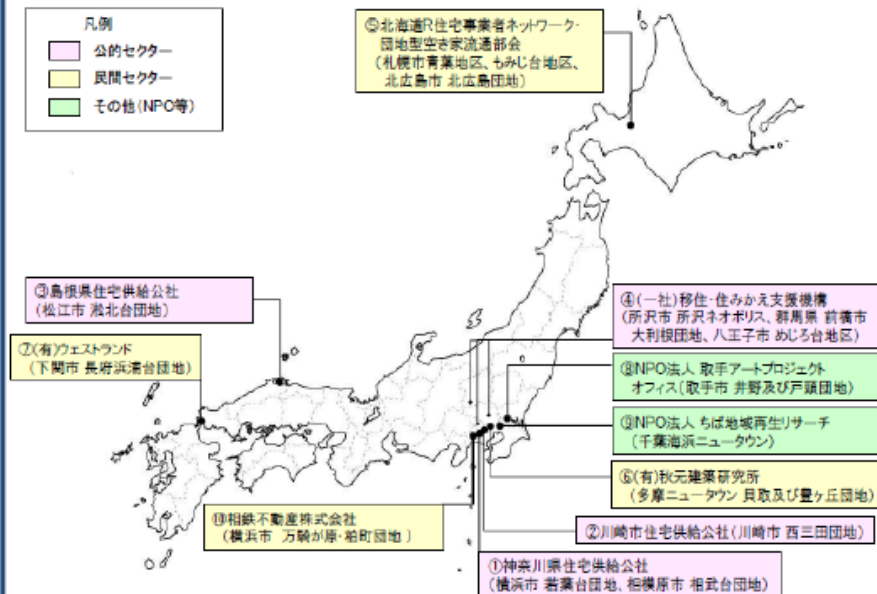 凡例
公的セクター
民間セクター
その他(NPO等)
⑤北海道R住宅事業者ネットワーク・
団地型空き家流通部会
(札幌市青葉地区、もみじ台地区、
北広島市 北広島団地)
③島根県住宅供給公社
(松江市 淞北台団地)
⑦(有)ウェストランド
(下関市 長府浜浦台団地)
④(一社)移住・住みかえ支援機構
(所沢市 所沢ネオポリス、群馬県 前橋市
大利根団地、八王子市 めじろ台地区)
⑧NPO法人 取手アートプロジェクト
オフィス(取手市 井野及び戸頭団地)
⑨NPO法人 ちば地域再生リサーチ
(千葉海浜ニュータウン)
⑥(有)秋元建築研究所
(多摩ニュータウン 貝取及び豊ヶ丘団地)
⑩相鉄不動産株式会社
(横浜市 万騎が原・柏町団地 )
②川崎市住宅供給公社(川崎市 西三田団地)
①神奈川県住宅供給公社
(横浜市 若葉台団地、相模原市 相武台団地)